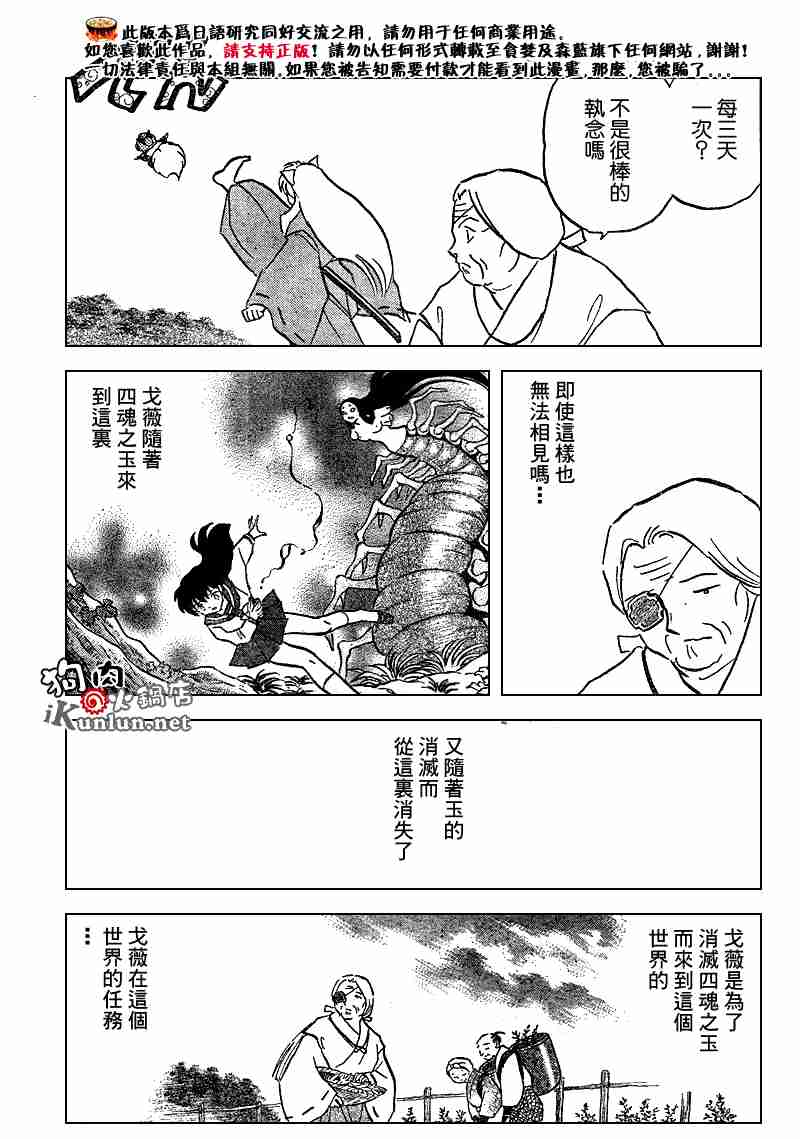 此版本爲日語研究同好交流之用，請勿用于任何商業用途。
如您喜歡此作品，請支持正版！請勿以任何形式轉載至貪婪及森藍旗下任何網站，謝謝！
一切法律責任與本組無關，如果您被告知需要付款才能看到此漫畫，那麼，您被騙了...
每三天
一次？
不是很棒的
執念嗎
即使這樣也
無法相見嗎…
戈薇隨著
四魂之玉來
到這裏
狗肉
火鍋店
iKunlun.net
又隨著玉的
消滅而
從這裏消失了
戈薇是為了
消滅四魂之玉
而來到這個
世界的
戈薇在這個
世界的任務
…